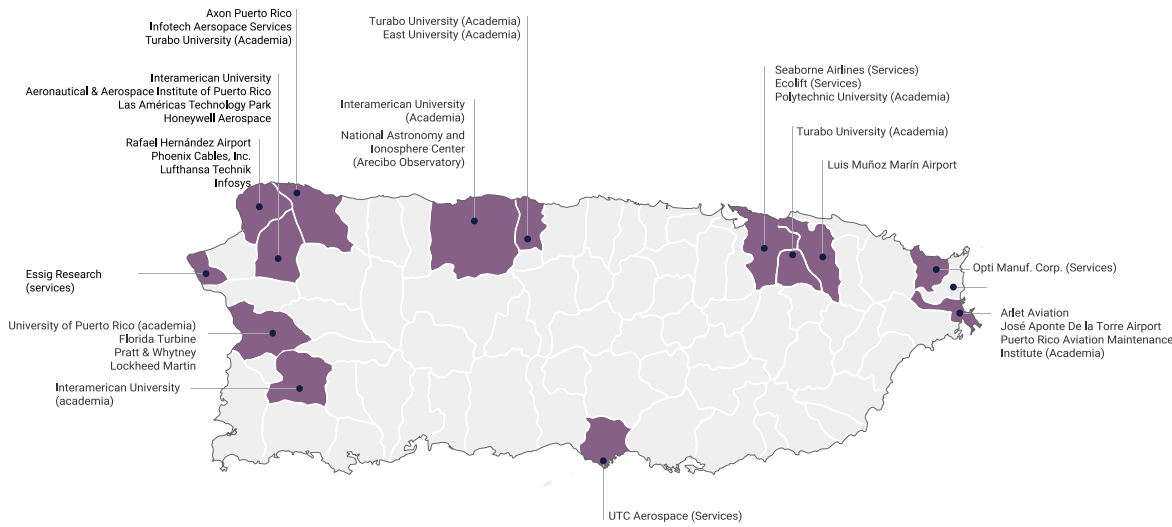 Axon Puerto Rico
Infotech Aerospace Services
Turabo University (Academia)
Interamerican University
Aeronautical & Aerospace Institute of Puerto Rico
Las Américas Technology Park
Honeywell Aerospace
Rafael Hernández Airport
Phoenix Cables, Inc.
Lufthansa Technik
Infosys
Turabo University (Academia)
East University (Academia)
Interamerican University
(Academia)
National Astronomy and
Ionosphere Center
(Arecibo Observatory)
Seaborne Airlines (Services)
Ecolift (Services)
Polytechnic University (Academia)
Turabo University (Academia)
Luis Muñoz Marín Airport
Essig Research
(services)
University of Puerto Rico (academia)
Florida Turbine
Pratt & Whytney
Lockheed Martin
Interamerican University
(academia)
Opti Manuf. Corp. (Services)
Arlet Aviation
José Aponte De la Torre Airport
Puerto Rico Aviation Maintenance
Institute (Academia)
UTC Aerospace (Services)